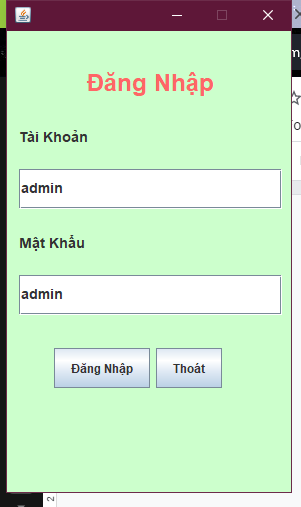 Đăng Nhập
Tài Khoản
admin
Mật Khẩu
admin
Đăng Nhập
Thoát